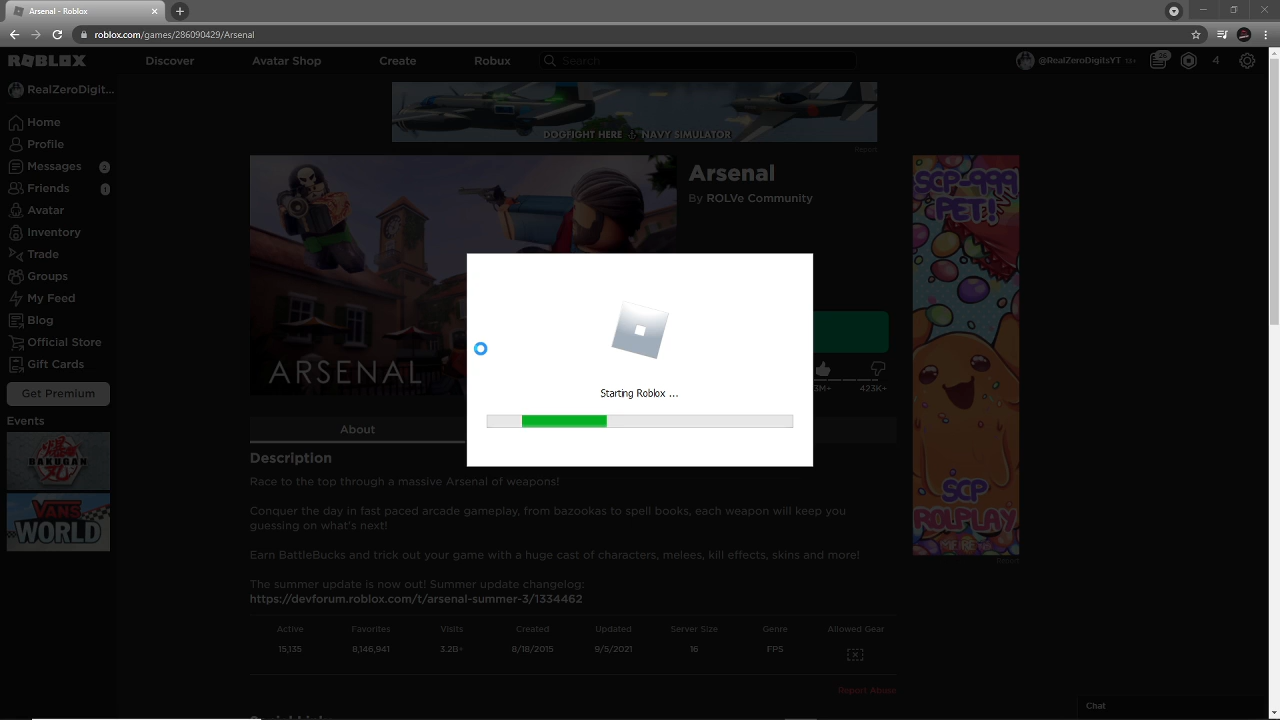 Avatar - Roblox
roblox.com/games/286090429/Arsenal
ROBLOX
Discover
Avatar Shop
Create
Robux
Search
@RealZeroDigitsYT 13+
4
RealZeroDigit...
Home
Profile
Messages 2
Friends 1
Avatar
Inventory
Trade
Groups
My Feed
Blog
Official Store
Gift Cards
Get Premium
Events
BAKUGAN
VANS
WORLD
DOGFIGHT HERE NAVY SIMULATOR
Report
ARSENAL
Arsenal
By ROLVe Community
3M+
423K+
Starting Roblox ...
About
Description
Race to the top through a massive Arsenal of weapons!
Conquer the day in fast paced arcade gameplay, from bazookas to spell books, each weapon will keep you
guessing on what's next!
Earn BattleBucks and trick out your game with a huge cast of characters, melees, kill effects, skins and more!
The summer update is now out! Summer update changelog:
https://devforum.roblox.com/t/arsenal-summer-3/1334462
Active Favorites Visits Created Updated Server Size Genre Allowed Gear
15,135 8,146,941 3.2B+ 8/18/2015 9/5/2021 16 FPS
Report Abuse
SCP-999
PET!
SCP
ROLPLAY
Report
Chat